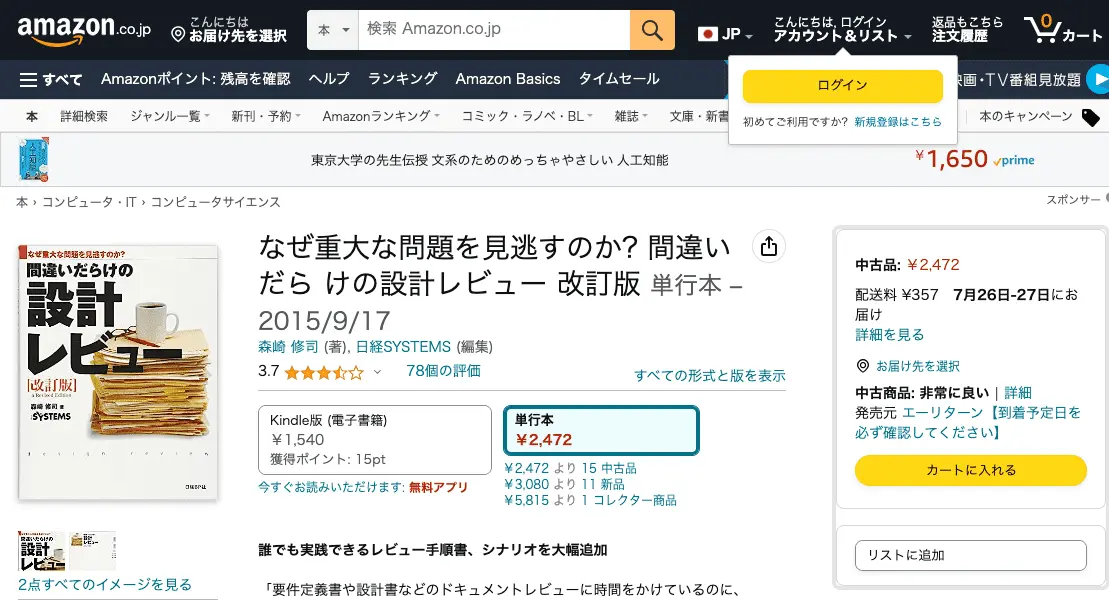 amazon.co.jp
こんにちは
お届け先を選択
本
検索 Amazon.co.jp
JP
こんにちは, ログイン
アカウント&リスト
返品もこちら
注文履歴
0
カート
すべて
Amazonポイント: 残高を確認
ヘルプ
ランキング
Amazon Basics
タイムセール
映画・TV番組見放題
ログイン
初めてご利用ですか? 新規登録はこちら
本
詳細検索
ジャンル一覧
新刊・予約
Amazonランキング
コミック・ラノベ・BL
雑誌
文庫・新書
本のキャンペーン
人工知能
東京大学の先生伝授 文系のためのめっちゃやさしい 人工知能
¥1,650 prime
本 › コンピュータ・IT › コンピュータサイエンス
スポンサー
なぜ重大な問題を見逃すのか?
間違いだらけの
設計
レビュー
[改訂版]
a Revised Edition
森崎 修司 著
日経SYSTEMS
design review
日経BP社
2点すべてのイメージを見る
なぜ重大な問題を見逃すのか? 間違い
だら けの設計レビュー 改訂版 単行本 –
2015/9/17
森崎 修司 (著), 日経SYSTEMS (編集)
3.7
78個の評価
すべての形式と版を表示
Kindle版 (電子書籍)
¥1,540
獲得ポイント: 15pt
今すぐお読みいただけます: 無料アプリ
単行本
¥2,472
¥2,472 より 15 中古品
¥3,080 より 11 新品
¥5,815 より 1 コレクター商品
誰でも実践できるレビュー手順書、シナリオを大幅追加
「要件定義書や設計書などのドキュメントレビューに時間をかけているのに、
中古品: ¥2,472
配送料 ¥357 7月26日-27日にお
届け
詳細を見る
お届け先を選択
中古商品: 非常に良い | 詳細
発売元 エーリターン【到着予定日を
必ず確認してください】
カートに入れる
リストに追加